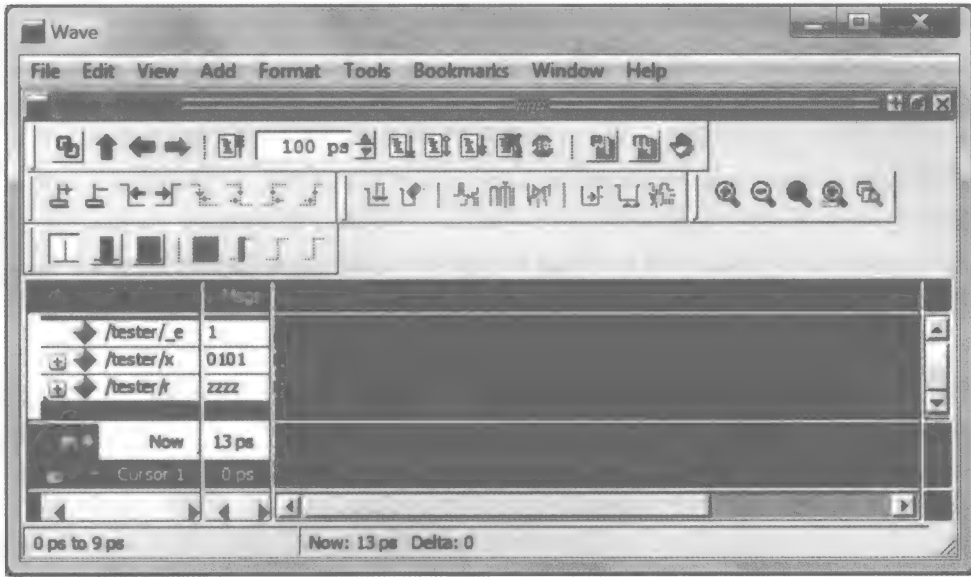 Wave
File Edit View Add Format Tools Bookmarks Window Help
100 ps
Msgs
/tester/_e 1
/tester/x 0101
/tester/r zzzz
Now 13 ps
Cursor 1 0 ps
0 ps to 9 ps Now: 13 ps Delta: 0